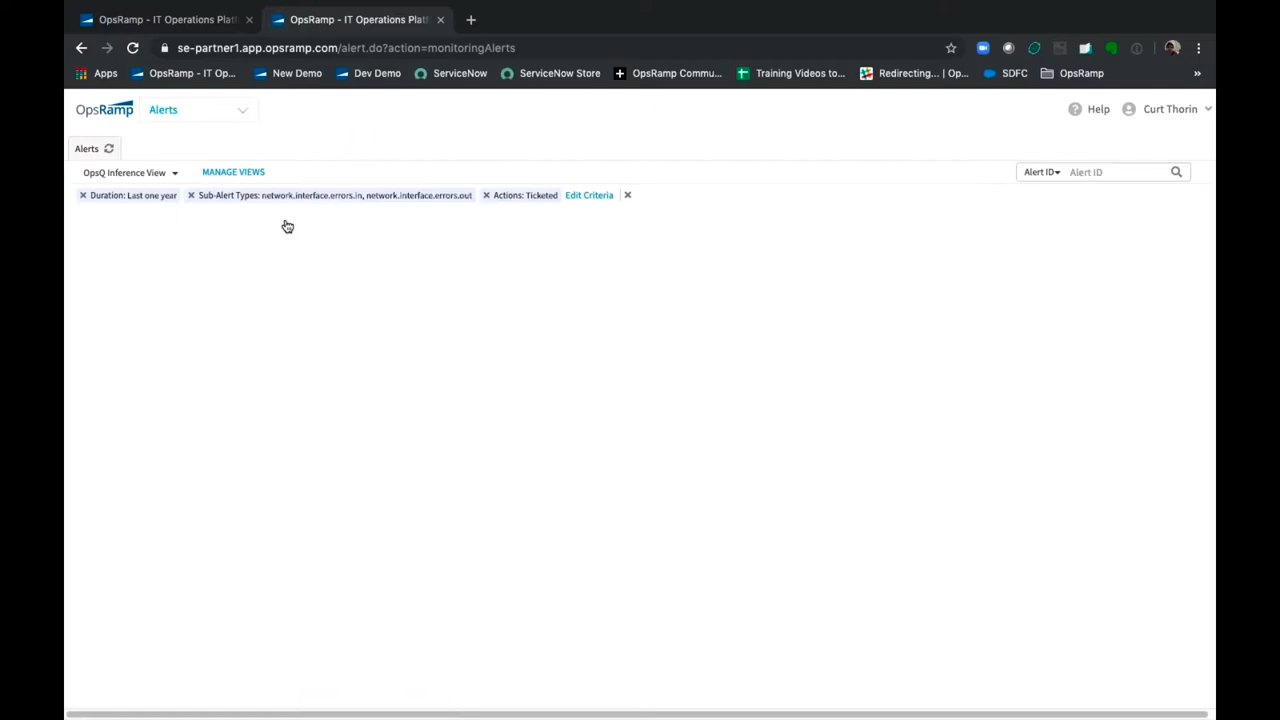 OpsRamp - IT Operations Plat
OpsRamp - IT Operations Plat
se-partner1.app.opsramp.com/alert.do?action=monitoringAlerts
Apps
OpsRamp - IT Op...
New Demo
Dev Demo
ServiceNow
ServiceNow Store
OpsRamp Commu...
Training Videos to...
Redirecting... | Op...
SDFC
OpsRamp
»
OpsRamp
Alerts
Help
Curt Thorin
Alerts
OpsQ Inference View
MANAGE VIEWS
Alert ID
Alert ID
Duration: Last one year
Sub-Alert Types: network.interface.errors.in, network.interface.errors.out
Actions: Ticketed
Edit Criteria